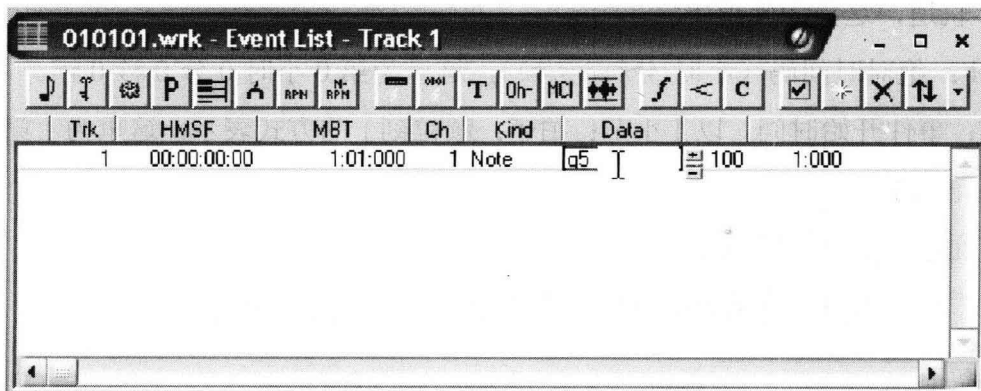 010101.wrk - Event List - Track 1
P RPN N-RPN T Oh- MCI f < C
Trk HMSF MBT Ch Kind Data
1 00:00:00:00 1:01:000 1 Note g5 100 1:000